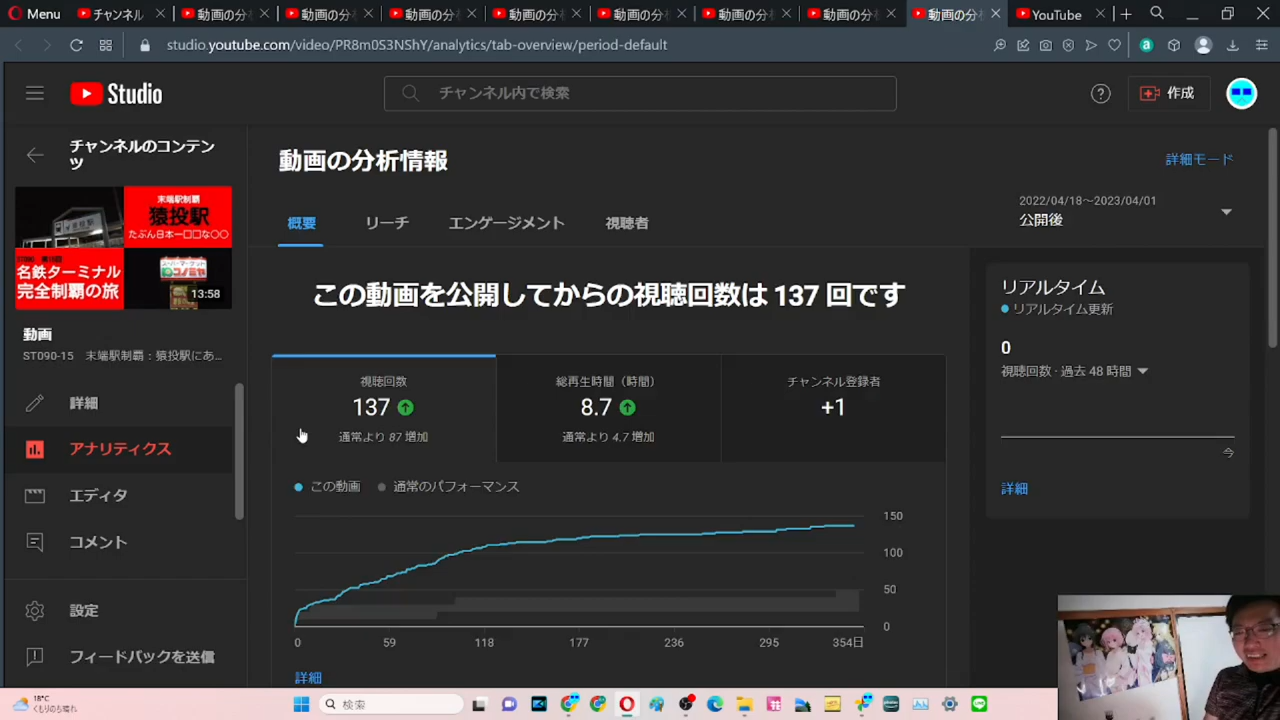 Menu
チャンネル
動画の分
動画の分
動画の分
動画の分
動画の分
動画の分
動画の分
動画の分
YouTube
studio.youtube.com/video/PR8m0S3NShY/analytics/tab-overview/period-default
Studio
チャンネル内で検索
作成
チャンネルのコンテン
ツ
末端駅制覇
猿投駅
たぶん日本一□□な○○
名鉄ターミナル
完全制覇の旅
13:58
動画
ST090-15 末端駅制覇：猿投駅にあ...
詳細
アナリティクス
エディタ
コメント
設定
フィードバックを送信
動画の分析情報
詳細モード
概要
リーチ
エンゲージメント
視聴者
2022/04/18～2023/04/01
公開後
この動画を公開してからの視聴回数は 137 回です
視聴回数
137
通常より 87 増加
総再生時間（時間）
8.7
通常より 4.7 増加
チャンネル登録者
+1
この動画
通常のパフォーマンス
150
100
50
0
0
59
118
177
236
295
354日
詳細
リアルタイム
リアルタイム更新
0
視聴回数・過去 48 時間
詳細
18°C
くもりのち晴れ
検索